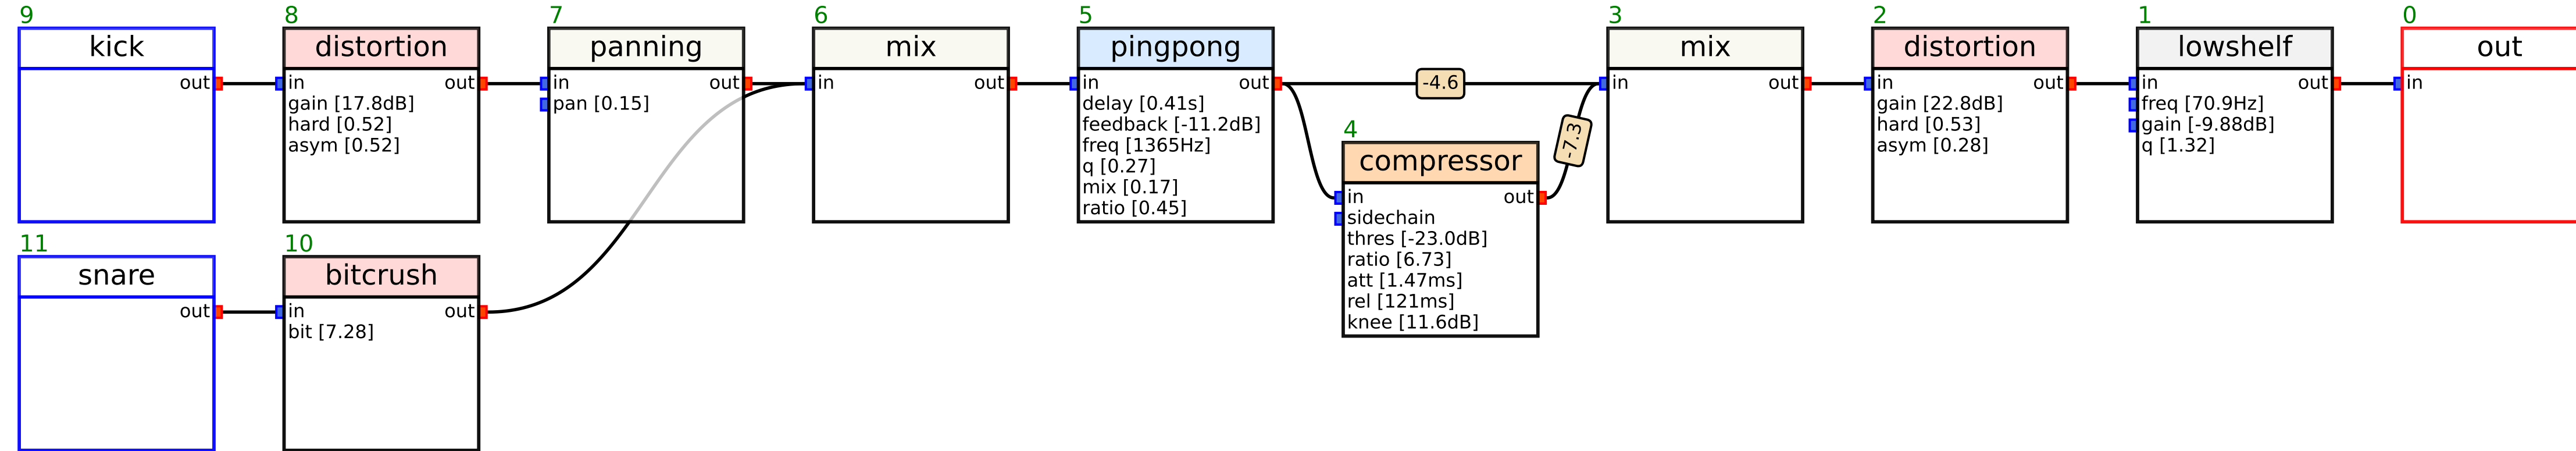 9
kick
out
8
distortion
in out
gain [17.8dB]
hard [0.52]
asym [0.52]
7
panning
in out
pan [0.15]
6
mix
in out
5
pingpong
in out
delay [0.41s]
feedback [-11.2dB]
freq [1365Hz]
q [0.27]
mix [0.17]
ratio [0.45]
-4.6
4
compressor
in out
sidechain
thres [-23.0dB]
ratio [6.73]
att [1.47ms]
rel [121ms]
knee [11.6dB]
-7.3
3
mix
in out
2
distortion
in out
gain [22.8dB]
hard [0.53]
asym [0.28]
1
lowshelf
in out
freq [70.9Hz]
gain [-9.88dB]
q [1.32]
0
out
in
11
snare
out
10
bitcrush
in out
bit [7.28]